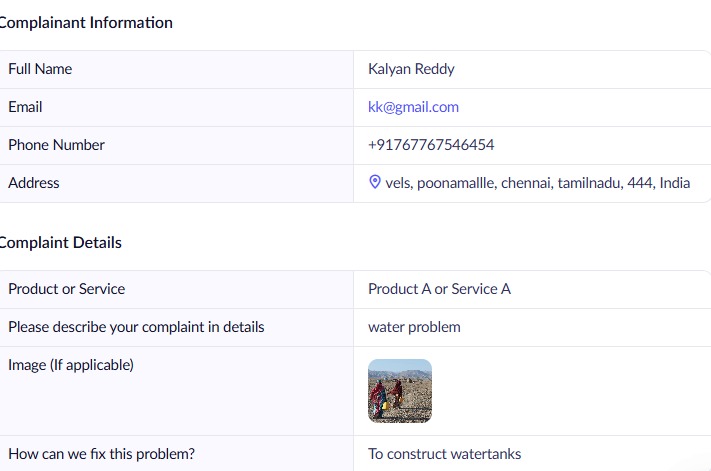 Complainant Information
Full Name Kalyan Reddy
Email kk@gmail.com
Phone Number +91767767546454
Address vels, poonamallle, chennai, tamilnadu, 444, India
Complaint Details
Product or Service Product A or Service A
Please describe your complaint in details water problem
Image (If applicable)
How can we fix this problem? To construct watertanks